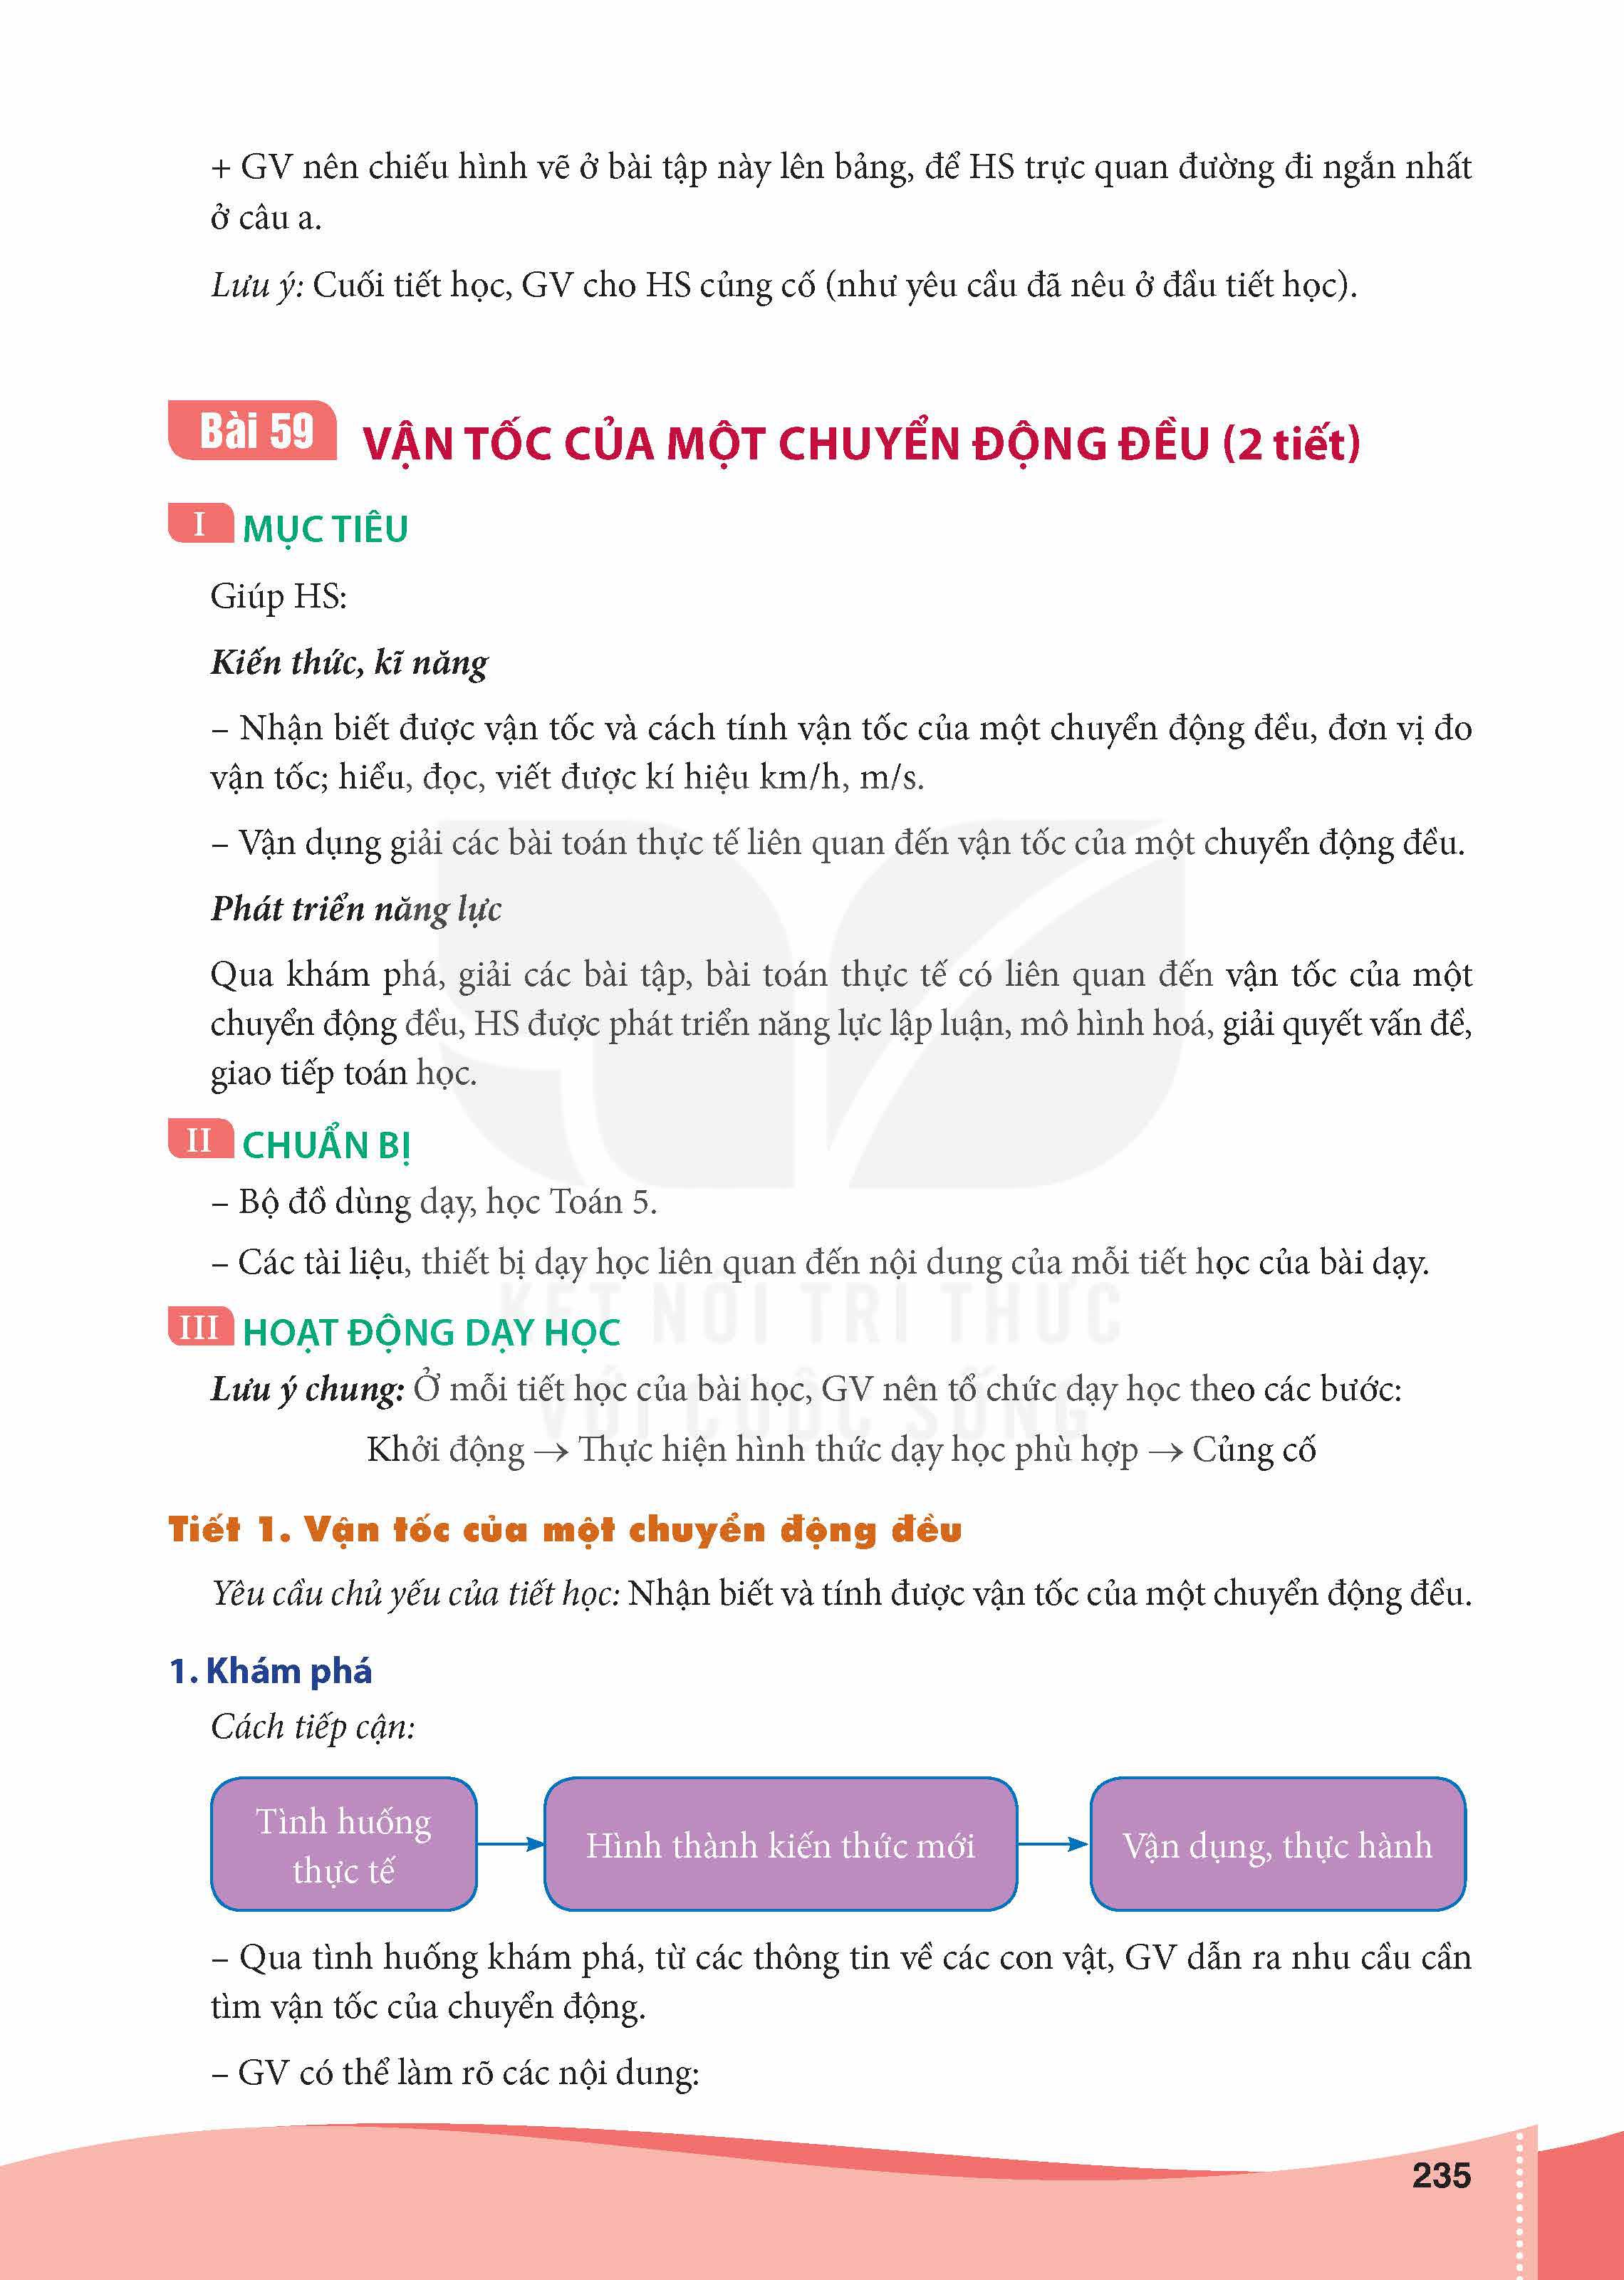 + GV nên chiếu hình vẽ ở bài tập này lên bảng, để HS trực quan đường đi ngắn nhất
ở câu a.
Lưu ý: Cuối tiết học, GV cho HS củng cố (như yêu cầu đã nêu ở đầu tiết học).
Bài 59
VẬN TỐC CỦA MỘT CHUYỂN ĐỘNG ĐỀU (2 tiết)
I MỤC TIÊU
Giúp HS:
Kiến thức, kĩ năng
– Nhận biết được vận tốc và cách tính vận tốc của một chuyển động đều, đơn vị đo
vận tốc; hiểu, đọc, viết được kí hiệu km/h, m/s.
– Vận dụng giải các bài toán thực tế liên quan đến vận tốc của một chuyển động đều.
Phát triển năng lực
Qua khám phá, giải các bài tập, bài toán thực tế có liên quan đến vận tốc của một
chuyển động đều, HS được phát triển năng lực lập luận, mô hình hoá, giải quyết vấn đề,
giao tiếp toán học.
II CHUẨN BỊ
– Bộ đồ dùng dạy, học Toán 5.
– Các tài liệu, thiết bị dạy học liên quan đến nội dung của mỗi tiết học của bài dạy.
KẾT NỐI TRI THỨC
III HOẠT ĐỘNG DẠY HỌC
VỚI CUỘC SỐNG
Lưu ý chung: Ở mỗi tiết học của bài học, GV nên tổ chức dạy học theo các bước:
Khởi động → Thực hiện hình thức dạy học phù hợp → Củng cố
Tiết 1. Vận tốc của một chuyển động đều
Yêu cầu chủ yếu của tiết học: Nhận biết và tính được vận tốc của một chuyển động đều.
1. Khám phá
Cách tiếp cận:
Tình huống
thực tế
Hình thành kiến thức mới
Vận dụng, thực hành
– Qua tình huống khám phá, từ các thông tin về các con vật, GV dẫn ra nhu cầu cần
tìm vận tốc của chuyển động.
– GV có thể làm rõ các nội dung:
235